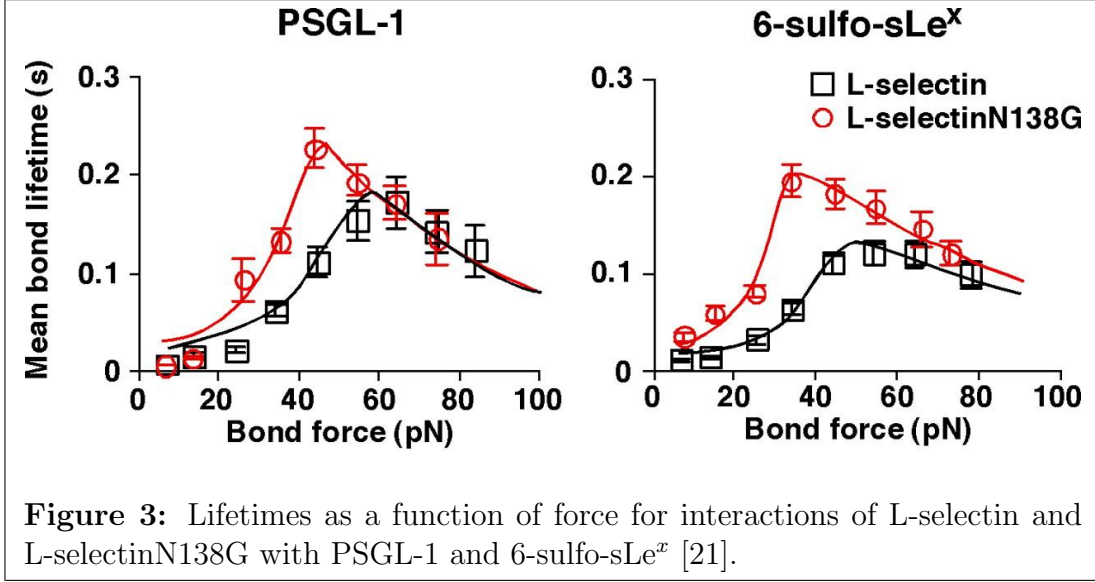 PSGL-1
6-sulfo-sLeˣ
Mean bond lifetime (s)
0.3
0.2
0.1
0
0 20 40 60 80 100
Bond force (pN)
0.3
0.2
0.1
0
0 20 40 60 80 100
Bond force (pN)
L-selectin
L-selectinN138G
Figure 3: Lifetimes as a function of force for interactions of L-selectin and
L-selectinN138G with PSGL-1 and 6-sulfo-sLeˣ [21].